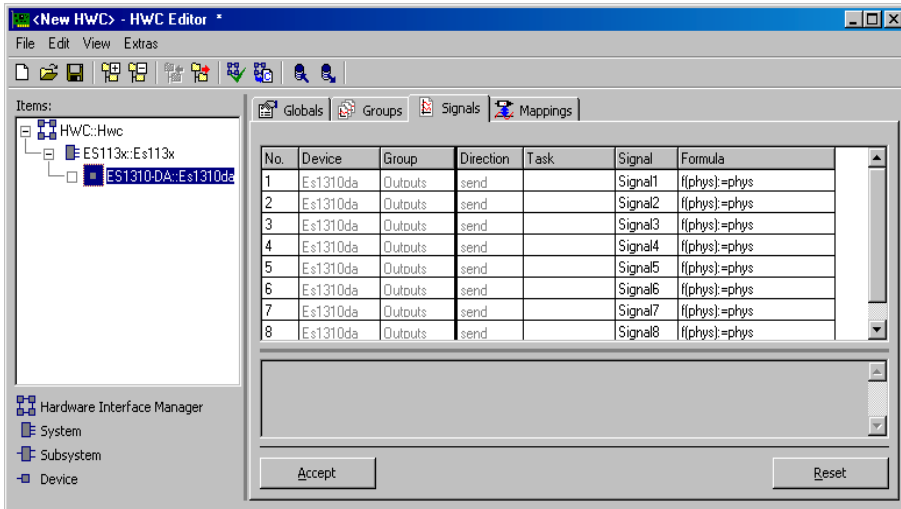 <New HWC> - HWC Editor *
File Edit View Extras
Items:
HWC::Hwc
ES113x::Es113x
ES1310-DA::Es1310da
Globals Groups Signals Mappings
No. Device Group Direction Task Signal Formula
1 Es1310da Outputs send Signal1 f(phys):=phys
2 Es1310da Outputs send Signal2 f(phys):=phys
3 Es1310da Outputs send Signal3 f(phys):=phys
4 Es1310da Outputs send Signal4 f(phys):=phys
5 Es1310da Outputs send Signal5 f(phys):=phys
6 Es1310da Outputs send Signal6 f(phys):=phys
7 Es1310da Outputs send Signal7 f(phys):=phys
8 Es1310da Outputs send Signal8 f(phys):=phys
Hardware Interface Manager
System
Subsystem
Device
Accept Reset